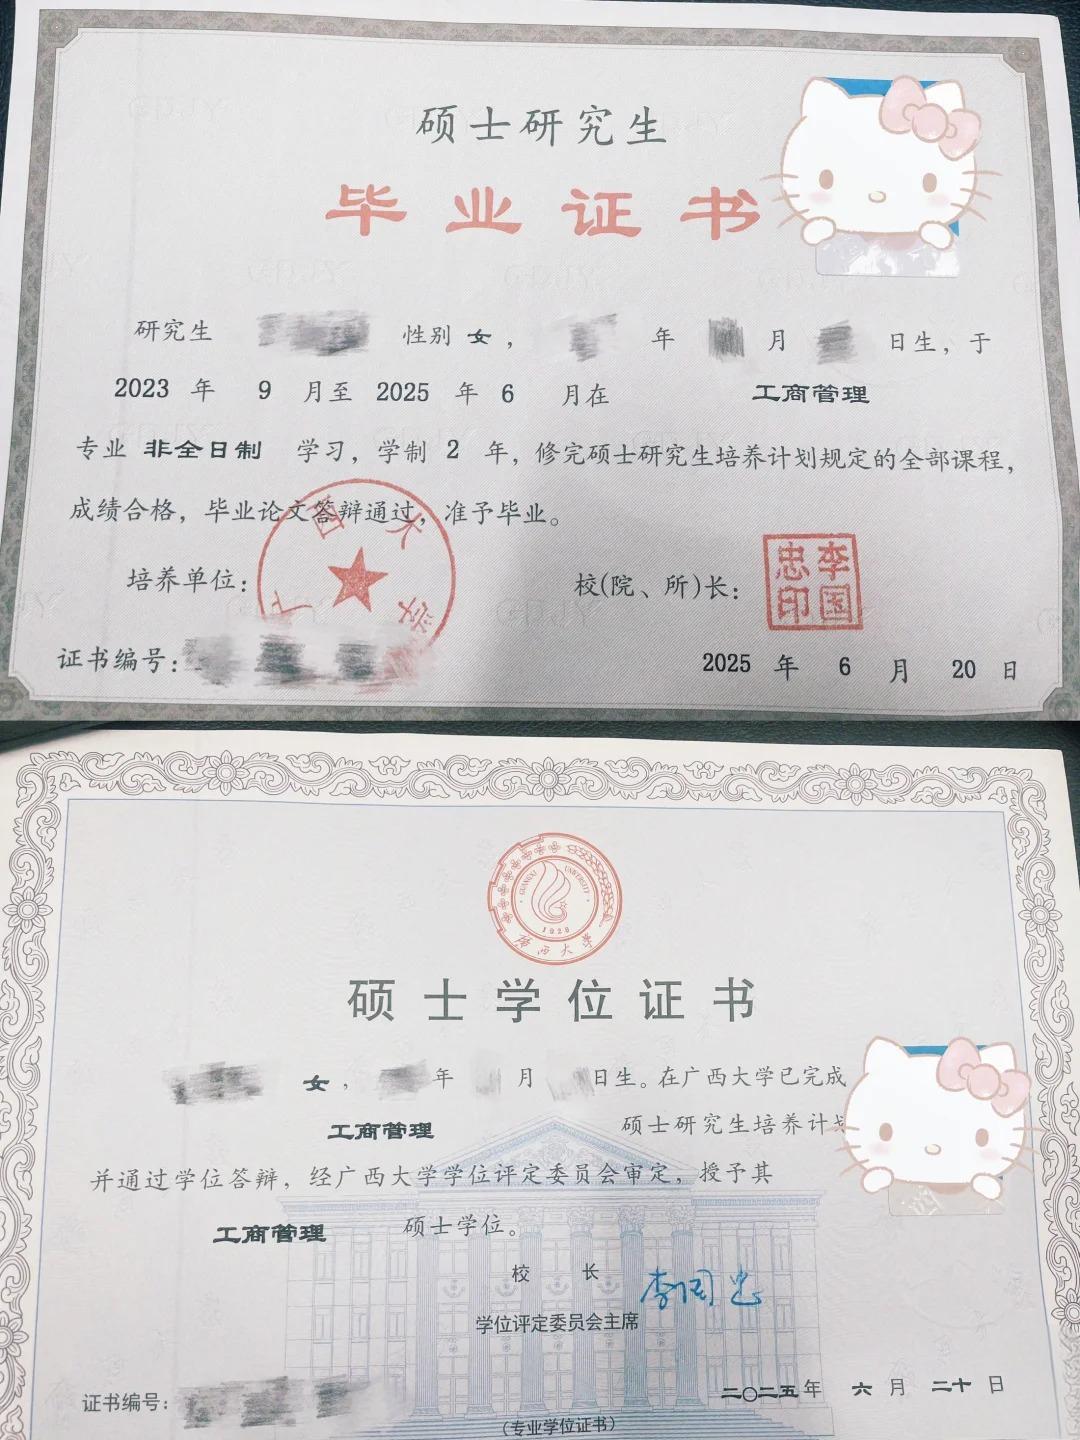 硕士研究生
毕业证书
研究生 性别 女， 年 月 日生，于
2023 年 9 月至 2025 年 6 月在 工商管理
专业 非全日制 学习，学制 2 年，修完硕士研究生培养计划规定的全部课程，
成绩合格，毕业论文答辩通过，准予毕业。
广西大学
培养单位： 校(院、所)长：
李国忠印
证书编号：
2025 年 6 月 20 日
GUANGXI UNIVERSITY
1928
广西大学
硕士学位证书
女， 年 月 日生。在广西大学已完成
工商管理 硕士研究生培养计
并通过学位答辩，经广西大学学位评定委员会审定，授予其
工商管理 硕士学位。
校 长
李国忠
学位评定委员会主席
证书编号：
二〇二五年 六 月 二十 日
(专业学位证书)